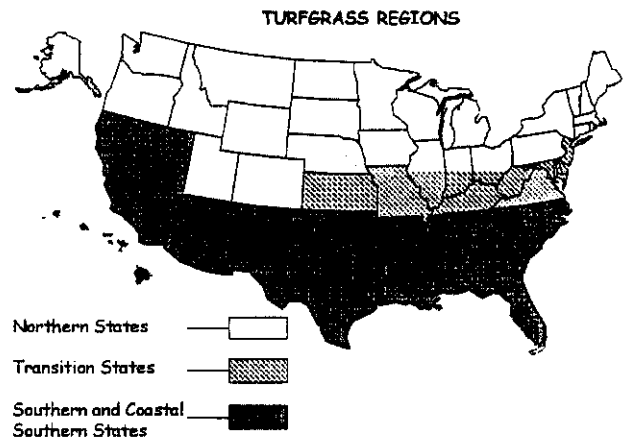 TURFGRASS REGIONS
Northern States
Transition States
Southern and Coastal
Southern States